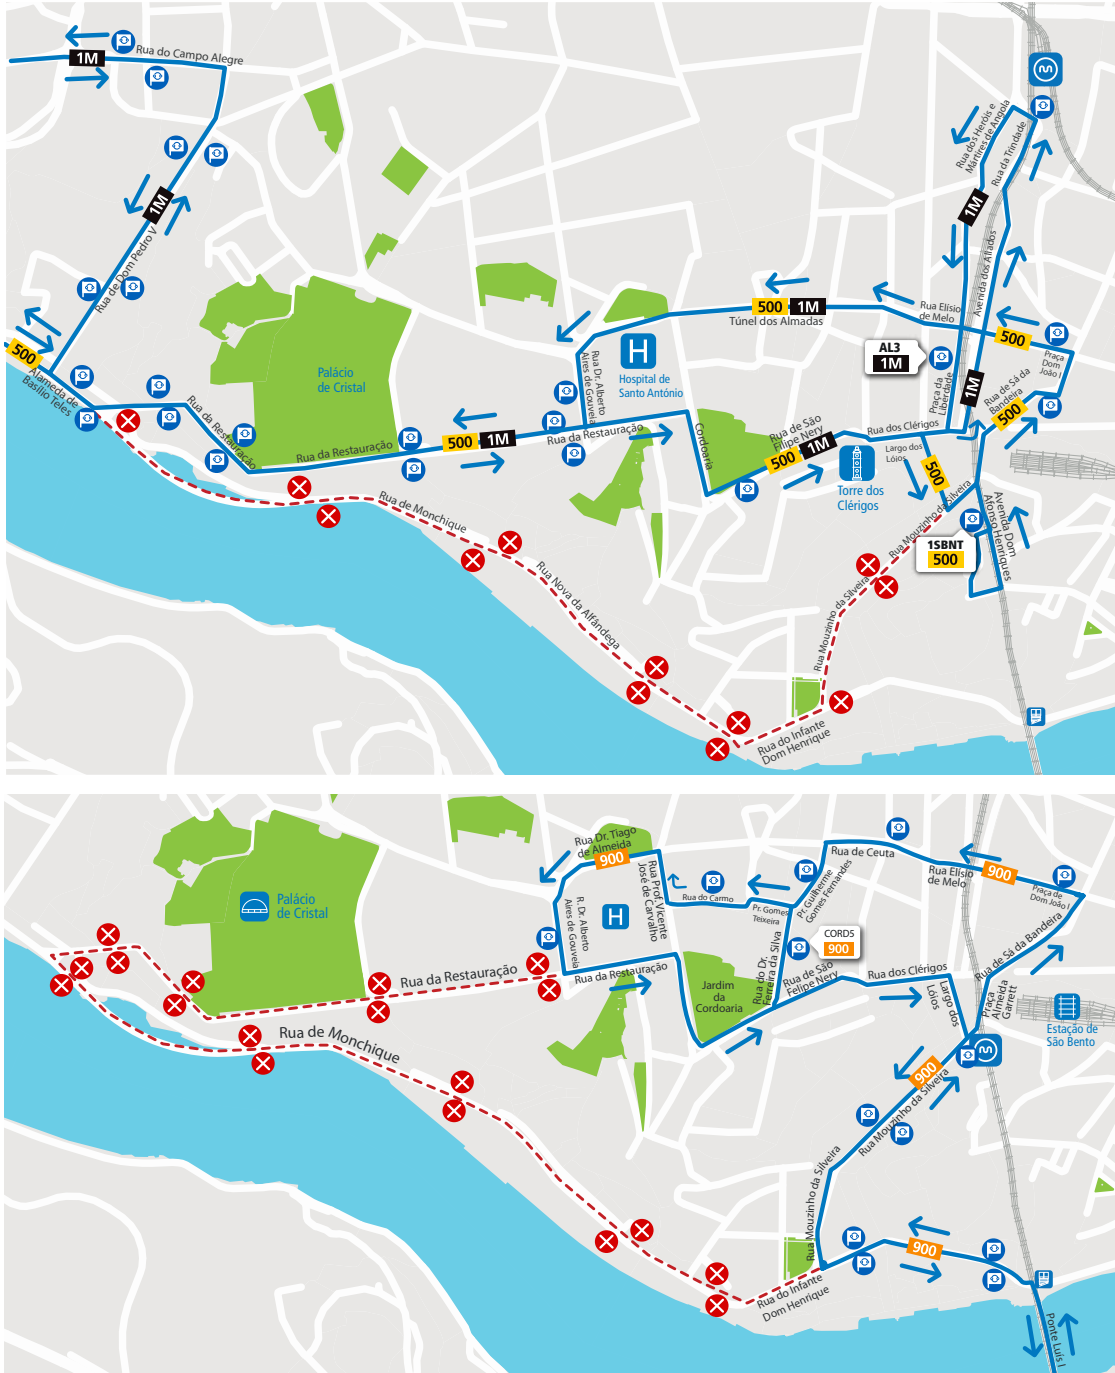 Rua do Campo Alegre
1M
Rua dos Heróis e
Mártires de Angola
Rua da Trindade
1M
1M
Rua de Dom Pedro V
Avenida dos Aliados
500
1M
Túnel dos Almadas
Rua Elísio
de Melo
500
Praça
Dom
João I
500
Alameda de
Basílio Teles
H
Hospital de
Santo António
Rua Dr. Alberto
Aires de Gouveia
AL3
1M
Palácio
de Cristal
Praça da
Liberdade
1M
Rua de Sá da
Bandeira
500
Rua da Restauração
Rua da Restauração
500
1M
Rua da Restauração
Cordoaria
Rua de São
Filipe Nery
500
1M
Rua dos Clérigos
Largo dos
Lóios
500
Torre dos
Clérigos
Rua de Monchique
Rua Mouzinho da Silveira
Avenida Dom
Afonso Henriques
1SBNT
500
Rua Nova da Alfândega
Rua Mouzinho da Silveira
Rua do Infante
Dom Henrique
Rua Dr. Tiago
de Almeida
900
Rua de Ceuta
Rua Elísio
de Melo
900
Praça de
Dom João I
Rua Prof. Vicente
José de Carvalho
Rua do Carmo
Pr. Gomes
Teixeira
Pr. Guilherme
Gomes Fernandes
Palácio
de Cristal
R. Dr. Alberto
Aires de Gouveia
H
CORD5
900
Rua de Sá da Bandeira
Rua da Restauração
Rua da Restauração
Jardim
da
Cordoaria
Rua do Dr.
Ferreira da Silva
Rua de São
Filipe Nery
Rua dos Clérigos
Largo dos
Lóios
Praça
Almeida
Garrett
Estação de
São Bento
Rua de Monchique
900
Rua Mouzinho da Silveira
Rua Mouzinho da Silveira
900
Rua do Infante
Dom Henrique
Ponte Luís I